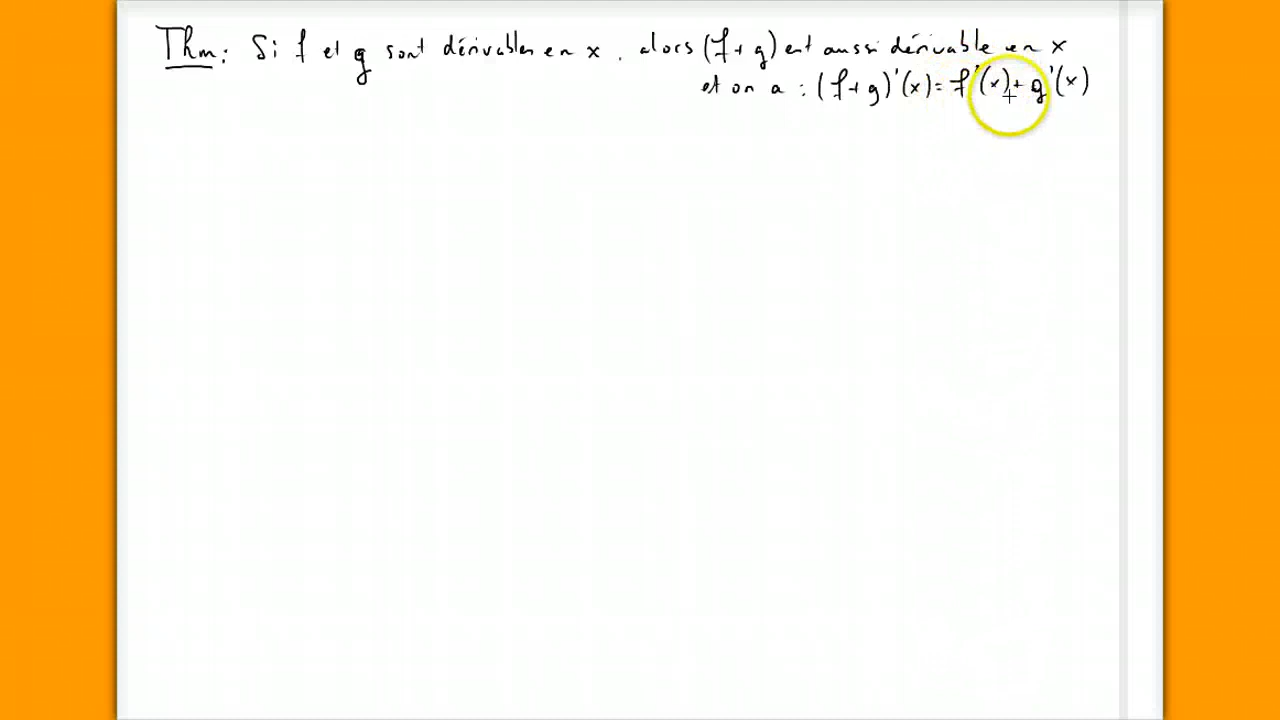 Thm : Si f et g sont dérivables en x , alors (f + g) est aussi dérivable en x
et on a : (f + g)'(x) = f'(x) + g'(x)